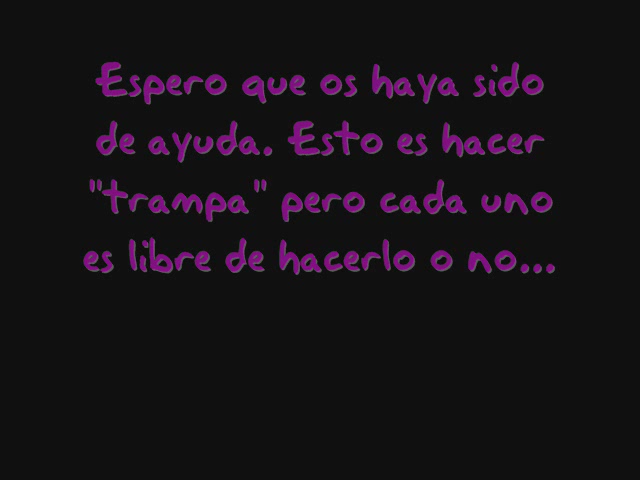 Espero que os haya sido
de ayuda. Esto es hacer
"trampa" pero cada uno
es libre de hacerlo o no...